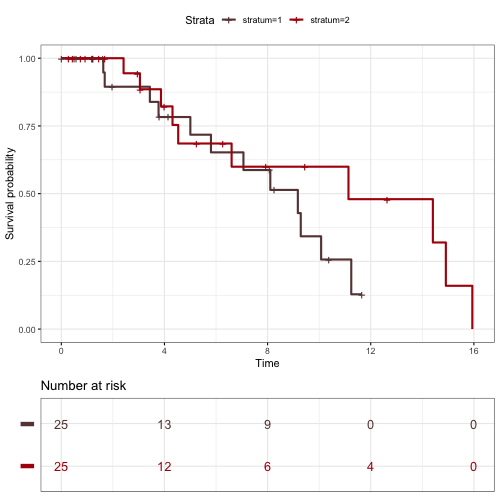 Strata stratum=1 stratum=2
1.00
0.75
0.50
0.25
0.00
Survival probability
0 4 8 12 16
Time
Number at risk
25 13 9 0 0
25 12 6 4 0